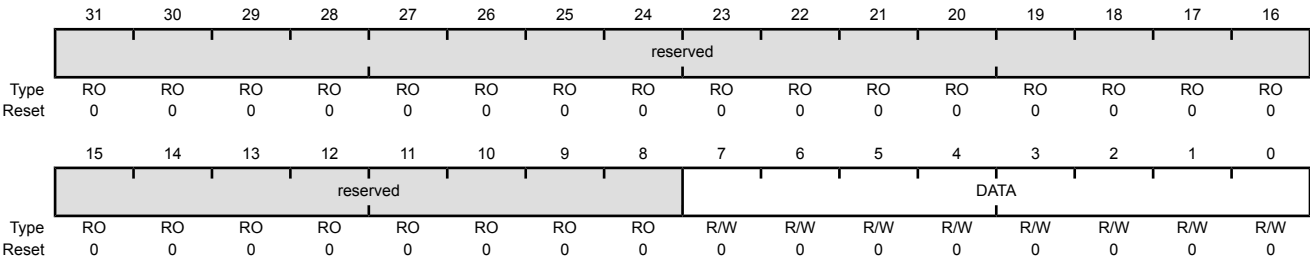 31 30 29 28 27 26 25 24 23 22 21 20 19 18 17 16
reserved
Type RO RO RO RO RO RO RO RO RO RO RO RO RO RO RO RO
Reset 0 0 0 0 0 0 0 0 0 0 0 0 0 0 0 0
15 14 13 12 11 10 9 8 7 6 5 4 3 2 1 0
reserved DATA
Type RO RO RO RO RO RO RO RO R/W R/W R/W R/W R/W R/W R/W R/W
Reset 0 0 0 0 0 0 0 0 0 0 0 0 0 0 0 0